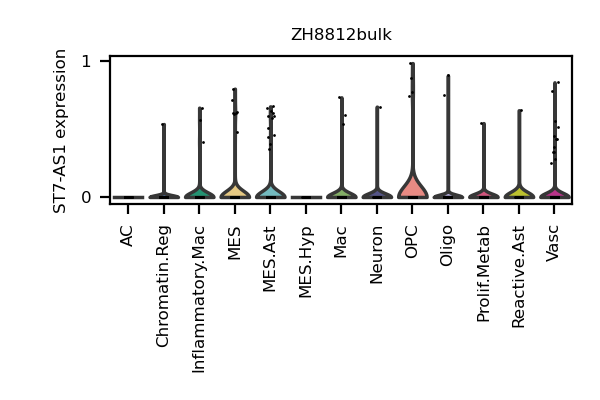 ZH8812bulk
ST7-AS1 expression
1
0
AC
Chromatin.Reg
Inflammatory.Mac
MES
MES.Ast
MES.Hyp
Mac
Neuron
OPC
Oligo
Prolif.Metab
Reactive.Ast
Vasc